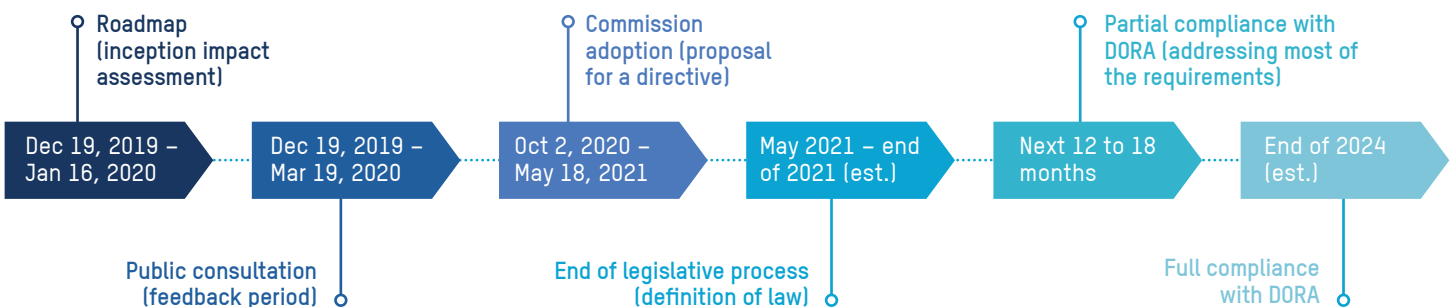 Roadmap
(inception impact
assessment)
Commission
adoption (proposal
for a directive)
Partial compliance with
DORA (addressing most of
the requirements)
Dec 19, 2019 –
Jan 16, 2020
Dec 19, 2019 –
Mar 19, 2020
Oct 2, 2020 –
May 18, 2021
May 2021 – end
of 2021 (est.)
Next 12 to 18
months
End of 2024
(est.)
Public consultation
(feedback period)
End of legislative process
(definition of law)
Full compliance
with DORA